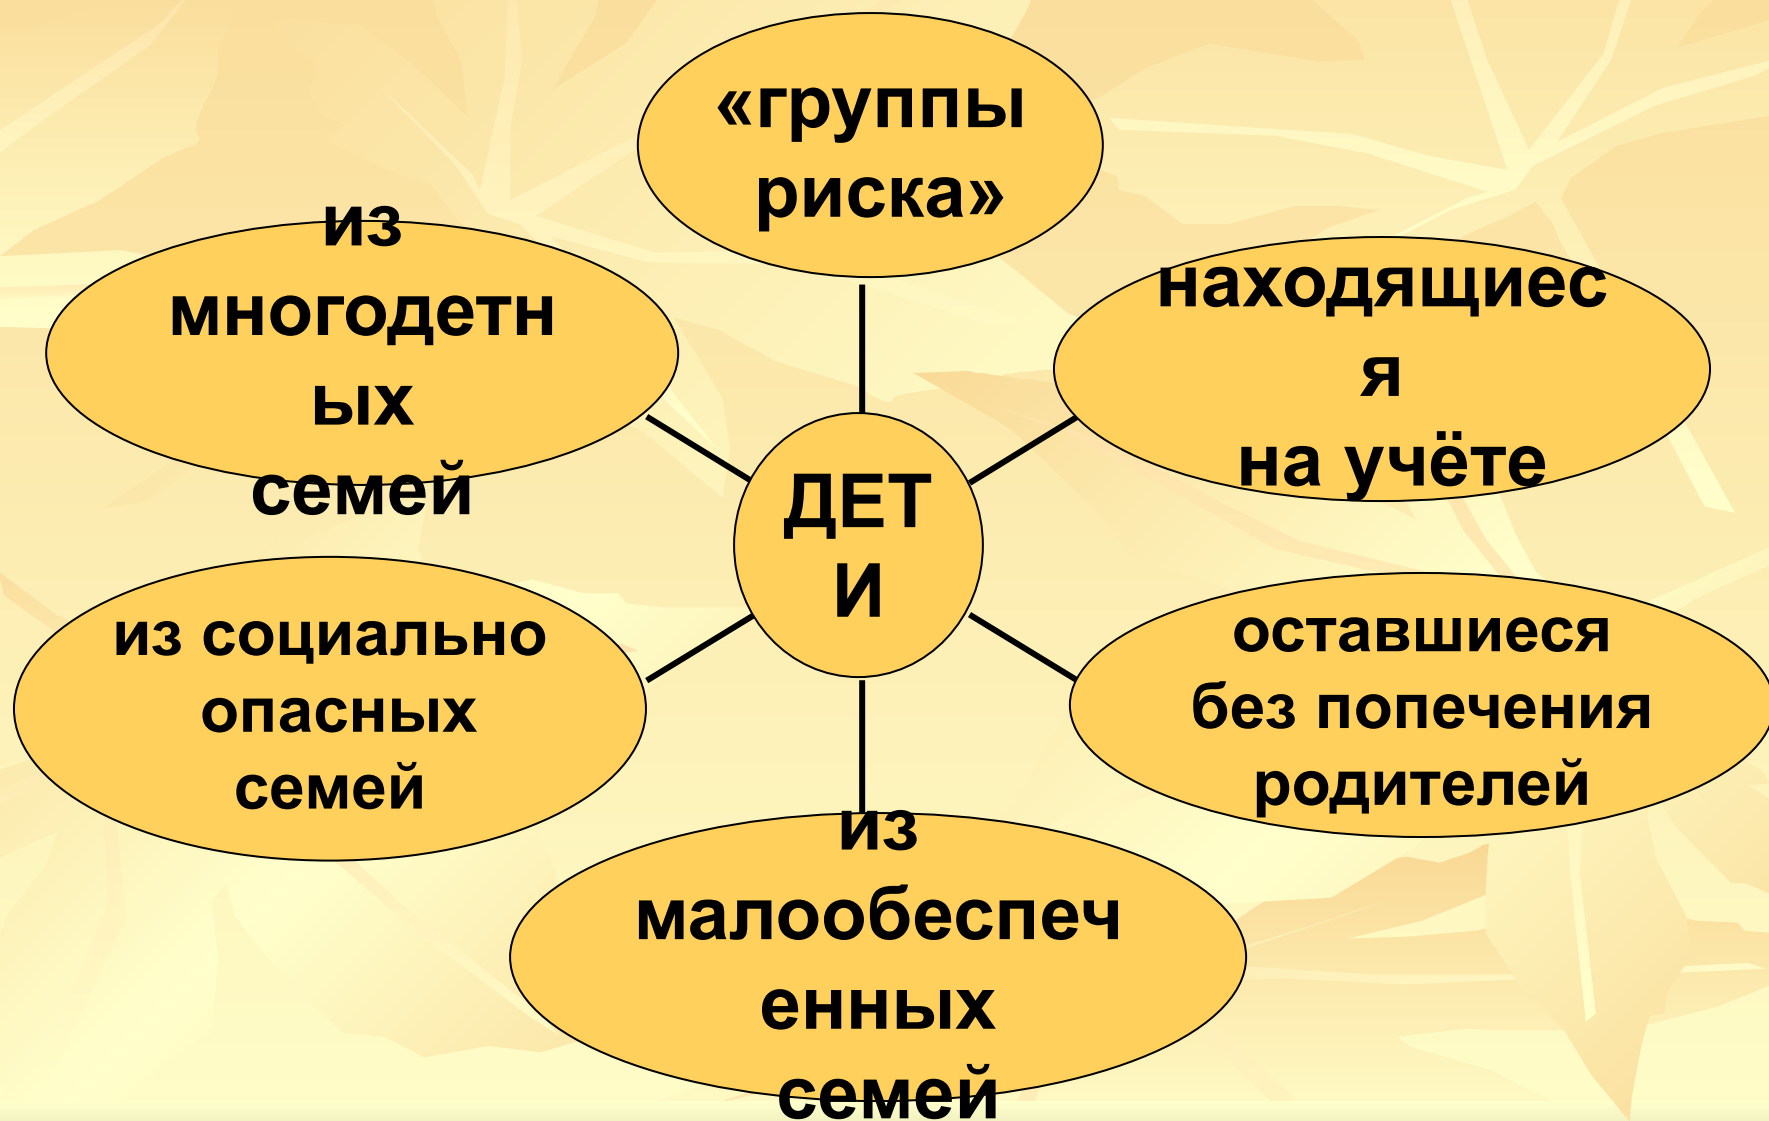 «группы
риска»
из
многодетн
ых
семей
находящиес
я
на учёте
ДЕТ
И
из социально
опасных
семей
оставшиеся
без попечения
родителей
из
малообеспеч
енных
семей